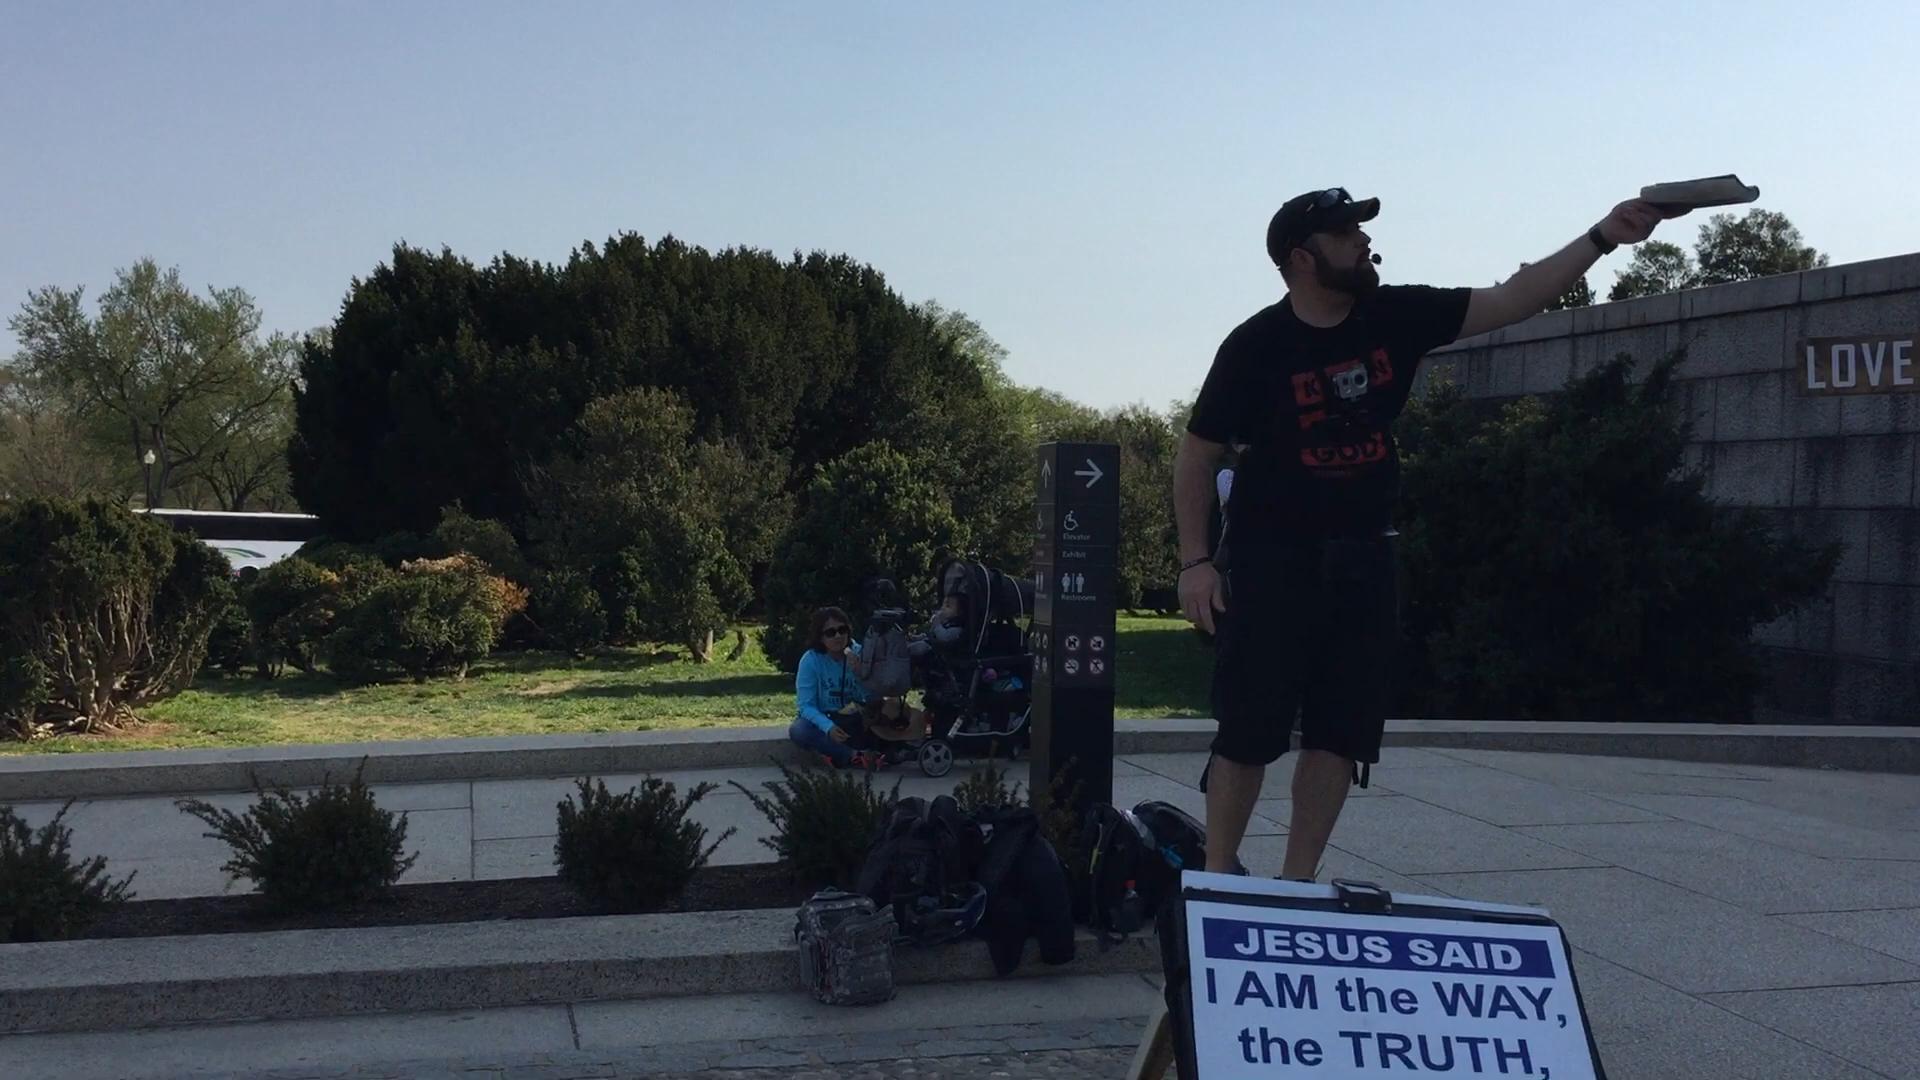 LOVE
GOD
Elevator
Exhibit
Restrooms
JESUS SAID
I AM the WAY,
the TRUTH,